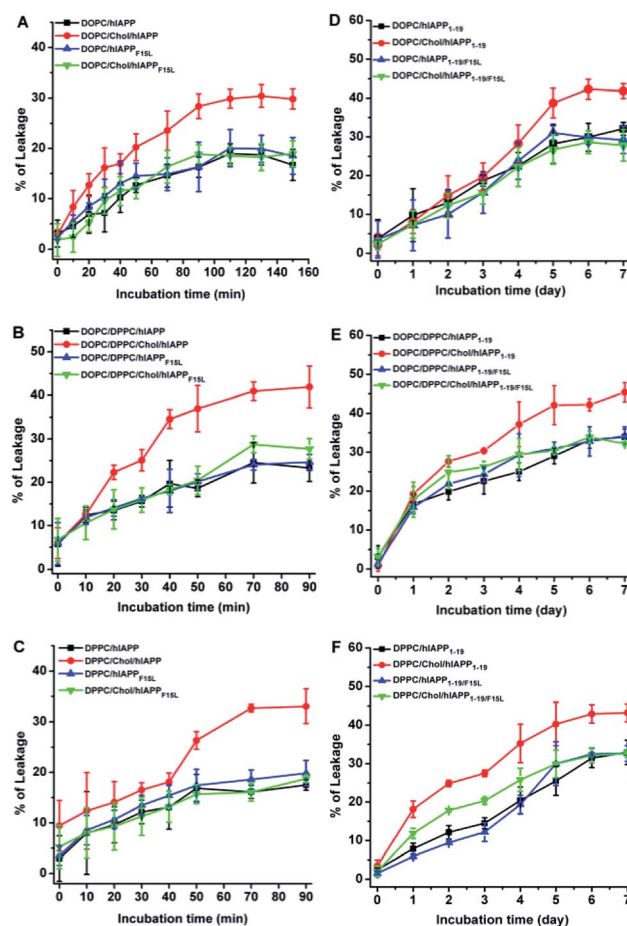 A
DOPC/hIAPP
DOPC/Chol/hIAPP
DOPC/hIAPPF15L
DOPC/Chol/hIAPPF15L
% of Leakage
50
40
30
20
10
0
0 20 40 60 80 100 120 140 160
Incubation time (min)
D
DOPC/hIAPP1-19
DOPC/Chol/hIAPP1-19
DOPC/hIAPP1-19/F15L
DOPC/Chol/hIAPP1-19/F15L
% of Leakage
60
50
40
30
20
10
0
0 1 2 3 4 5 6 7
Incubation time (day)
B
DOPC/DPPC/hIAPP
DOPC/DPPC/Chol/hIAPP
DOPC/DPPC/hIAPPF15L
DOPC/DPPC/Chol/hIAPPF15L
% of Leakage
50
40
30
20
10
0
0 10 20 30 40 50 60 70 80 90
Incubation time (min)
E
DOPC/DPPC/hIAPP1-19
DOPC/DPPC/Chol/hIAPP1-19
DOPC/DPPC/hIAPP1-19/F15L
DOPC/DPPC/Chol/hIAPP1-19/F15L
% of Leakage
60
50
40
30
20
10
0
0 1 2 3 4 5 6 7
Incubation time (day)
C
DPPC/hIAPP
DPPC/Chol/hIAPP
DPPC/hIAPPF15L
DPPC/Chol/hIAPPF15L
% of Leakage
40
30
20
10
0
0 10 20 30 40 50 60 70 80 90
Incubation time (min)
F
DPPC/hIAPP1-19
DPPC/Chol/hIAPP1-19
DPPC/hIAPP1-19/F15L
DPPC/Chol/hIAPP1-19/F15L
% of Leakage
60
50
40
30
20
10
0
0 1 2 3 4 5 6 7
Incubation time (day)